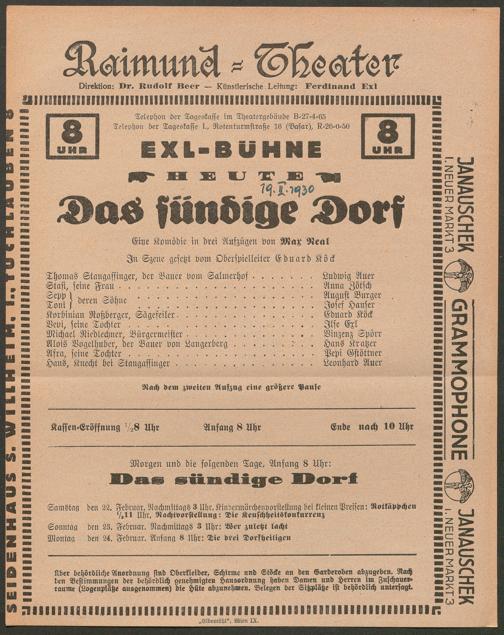 Raimund-Theater
Direktion: Dr. Rudolf Beer — Künstlerische Leitung: Ferdinand Exl
Telephon der Tageskasse im Theatergebäude B-27-4-65
Telephon der Tageskasse I., Rotenturmstraße 16 (Basar), R-26-0-50
8 UHR
8 UHR
EXL-BÜHNE
HEUTE
19.II.1930
Das sündige Dorf
Eine Komödie in drei Aufzügen von Max Neal
In Szene gesetzt vom Oberspielleiter Eduard Köck
Thomas Stangassinger, der Bauer vom Salmerhof . . . . . . Ludwig Auer
Stasi, seine Frau . . . . . . Anna Zötsch
Sepp } deren Söhne . . . . . . August Burger
Toni } . . . . . . Josef Hauser
Korbinian Roßberger, Sägfeiler . . . . . . Eduard Köck
Vevi, seine Tochter . . . . . . Ilse Exl
Michael Riedlechner, Bürgermeister . . . . . . Vinzenz Spörr
Alois Vogelhuber, der Bauer von Langerberg . . . . . . Hans Kratzer
Afra, seine Tochter . . . . . . Pepi Gstöttner
Hans, Knecht bei Stangassinger . . . . . . Leonhard Auer
Nach dem zweiten Aufzug eine größere Pause
Kassen-Eröffnung ½8 Uhr Anfang 8 Uhr Ende nach 10 Uhr
Morgen und die folgenden Tage, Anfang 8 Uhr:
Das sündige Dorf
Samstag den 22. Februar, Nachmittags 3 Uhr, Kindermärchenvorstellung bei kleinen Preisen: Rotkäppchen
½11 Uhr, Nachtvorstellung: Die Keuschheitskonkurrenz
Sonntag den 23. Februar, Nachmittags 3 Uhr: Wer zuletzt lacht
Montag den 24. Februar, Anfang 8 Uhr: Die drei Dorfheiligen
Über behördliche Anordnung sind Oberkleider, Schirme und Stöcke an den Garderoben abzugeben. Nach
den Bestimmungen der behördlich genehmigten Hausordnung haben Damen und Herren im Zuschauer-
raume (Logenplätze ausgenommen) die Hüte abzunehmen. Belegen der Sitzplätze ist behördlich untersagt.
SEIDENHAUS S. WILLHEIM, I. TUCHLAUBEN 8
JANAUSCHEK
I. NEUER MARKT 3
GRAMMOPHONE
JANAUSCHEK
I. NEUER MARKT 3